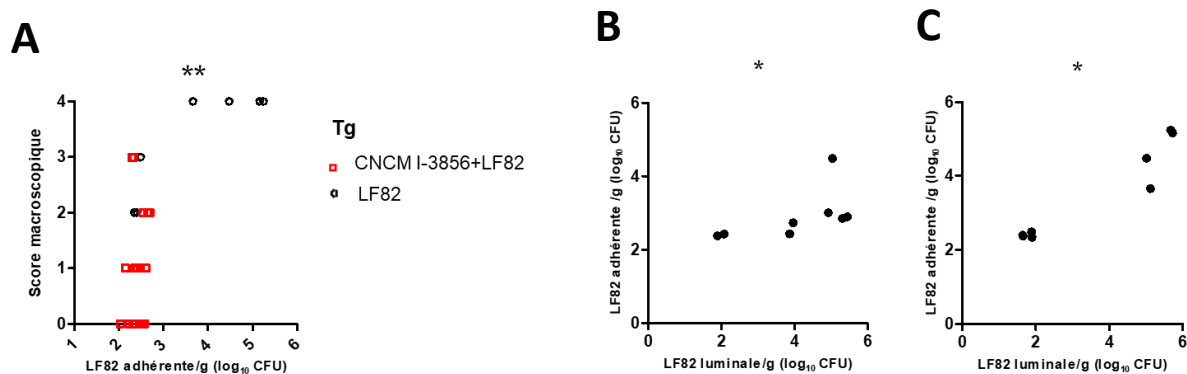 A
B
C
**
*
*
Score macroscopique
4
3
2
1
0
1
2
3
4
5
6
LF82 adhérente/g (log10 CFU)
Tg
CNCM I-3856+LF82
LF82
LF82 adhérente /g (log10 CFU)
6
4
2
0
0
2
4
6
LF82 luminale/g (log10 CFU)
LF82 adhérente /g (log10 CFU)
6
4
2
0
0
2
4
6
LF82 luminale/g (log10 CFU)